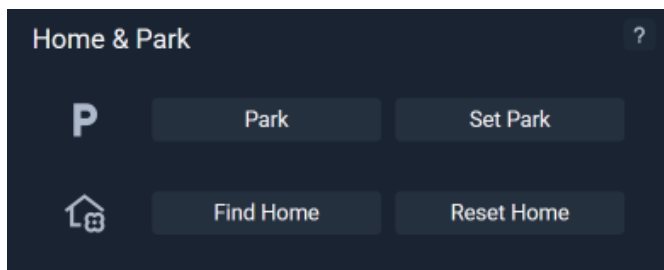 Home & Park
?
P
Park
Set Park
Find Home
Reset Home